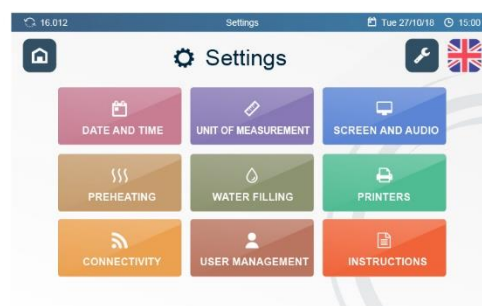 16.012 Settings Tue 27/10/18 15:00
Settings
DATE AND TIME UNIT OF MEASUREMENT SCREEN AND AUDIO
PREHEATING WATER FILLING PRINTERS
CONNECTIVITY USER MANAGEMENT INSTRUCTIONS